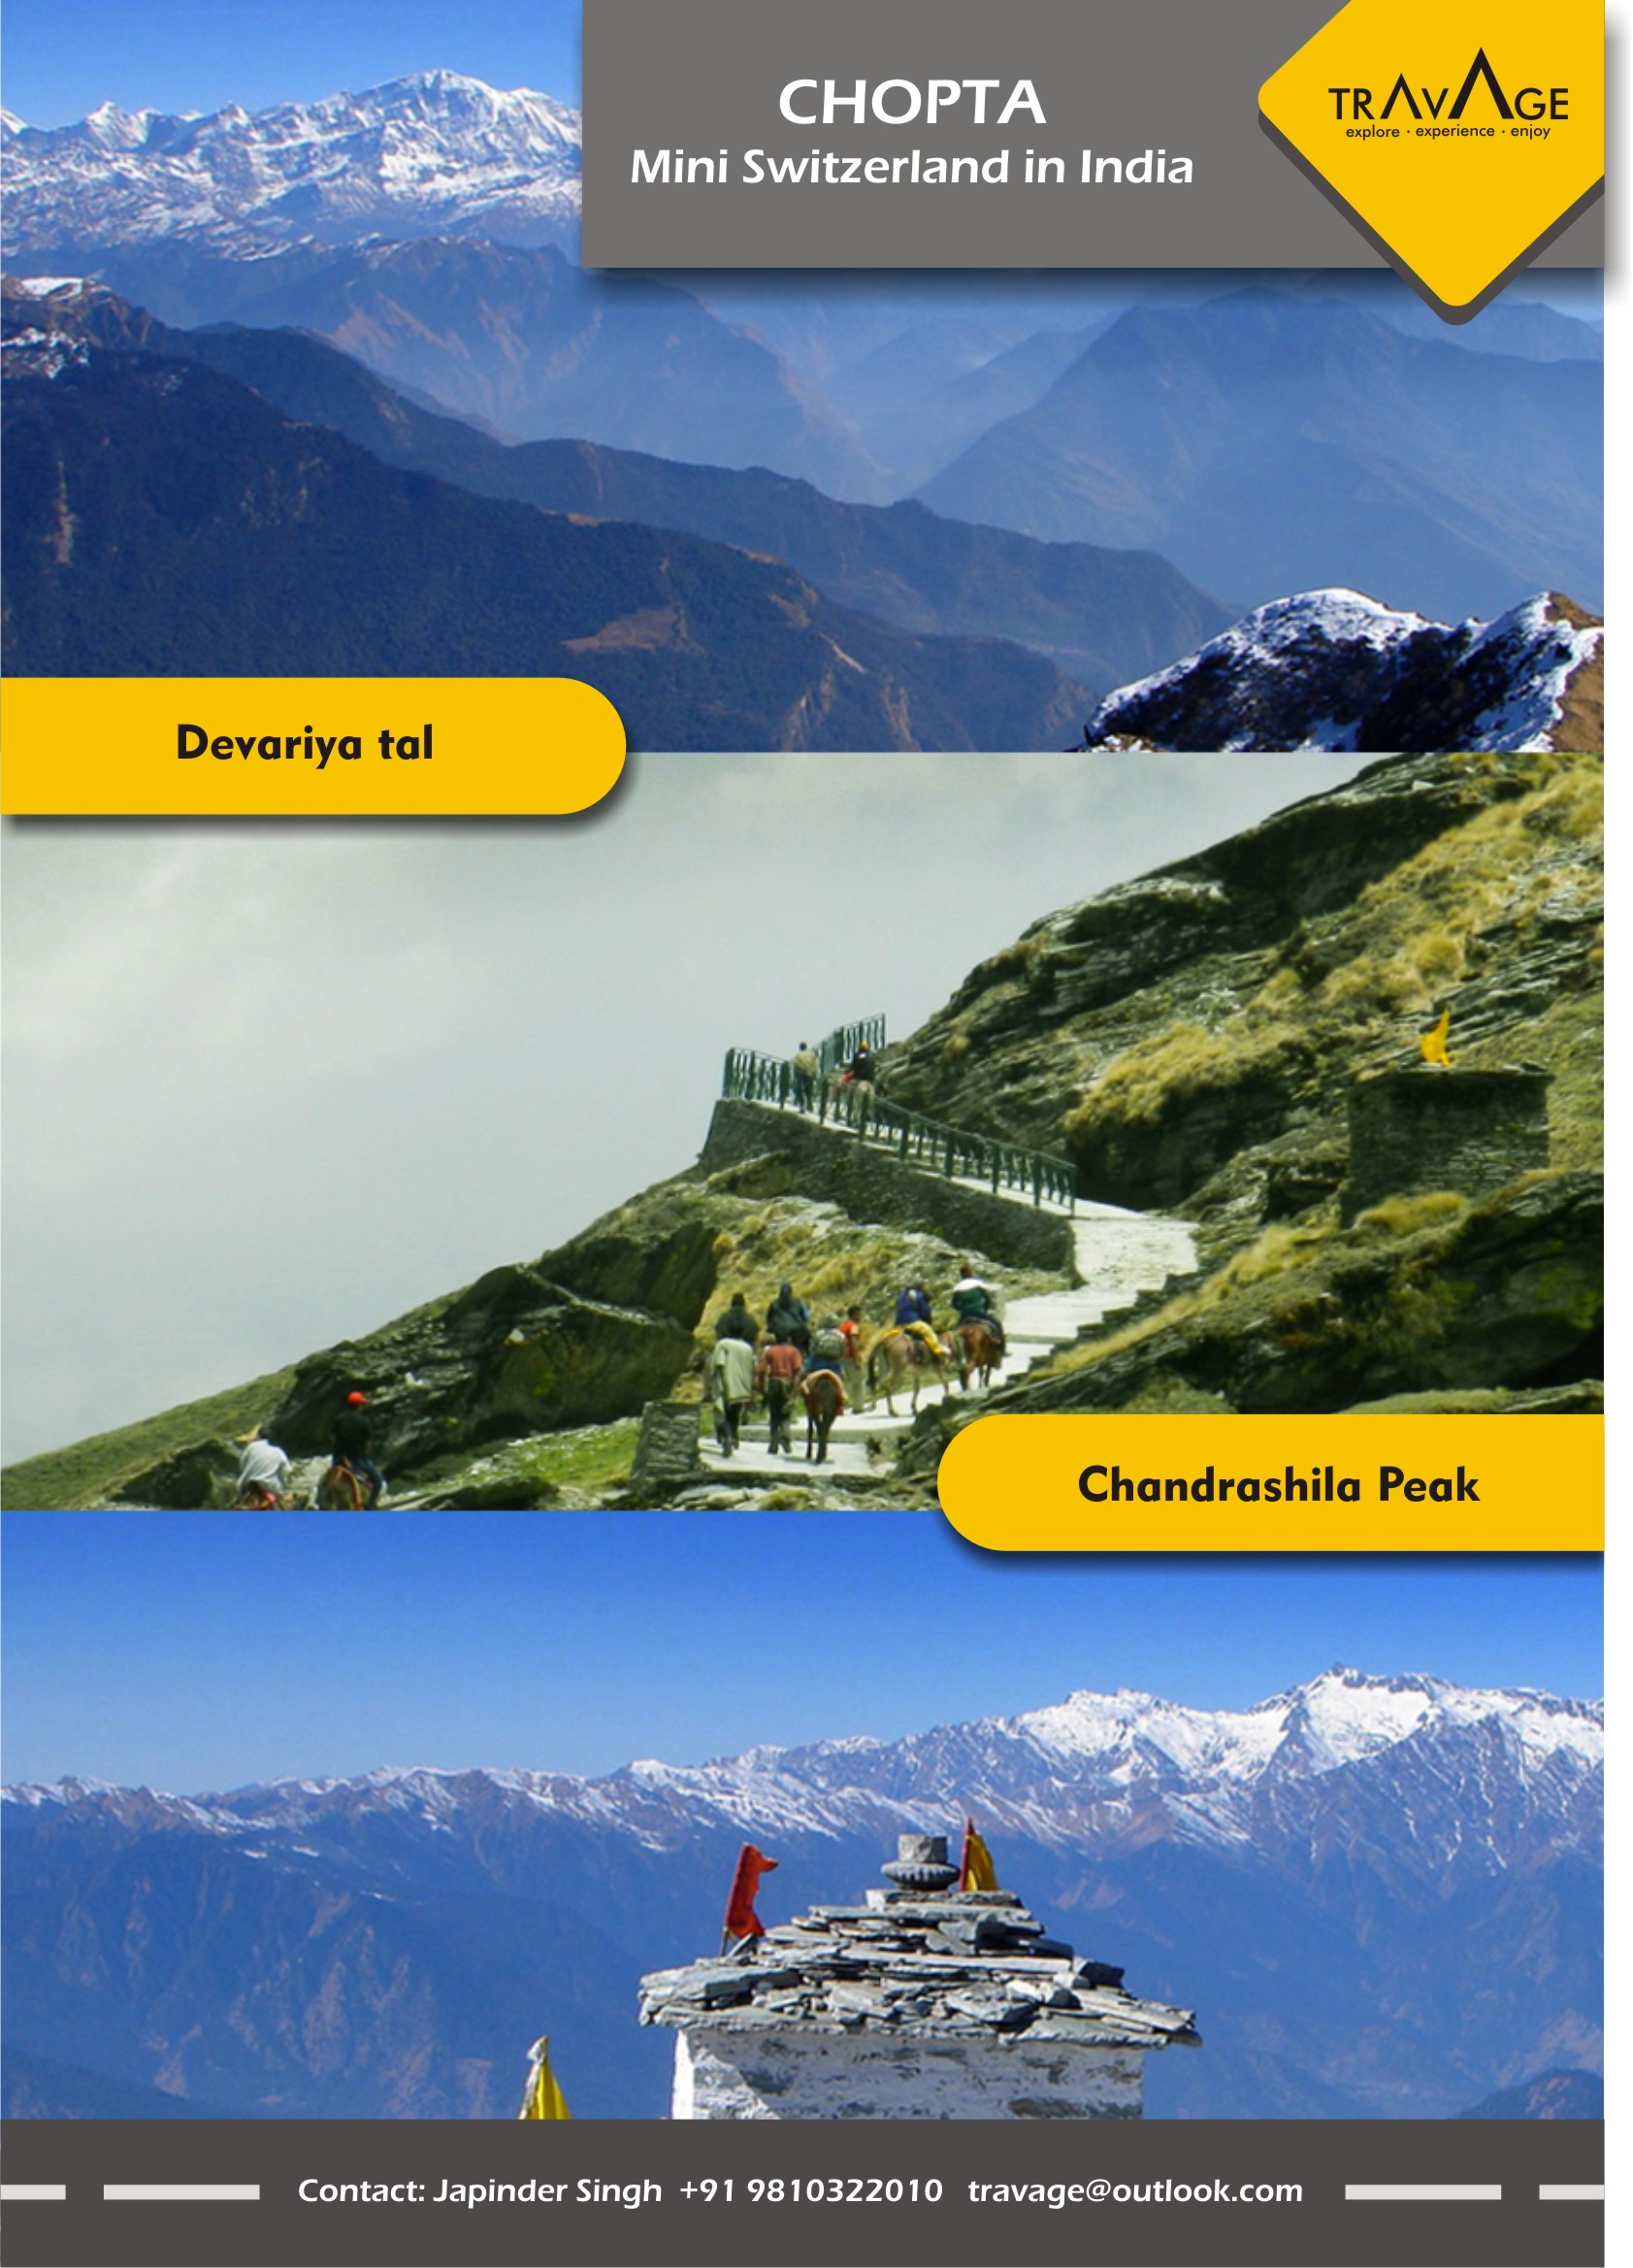 CHOPTA
Mini Switzerland in India
TRAVAGE
explore · experience · enjoy
Devariya tal
Chandrashila Peak
Contact: Japinder Singh +91 9810322010 travage@outlook.com